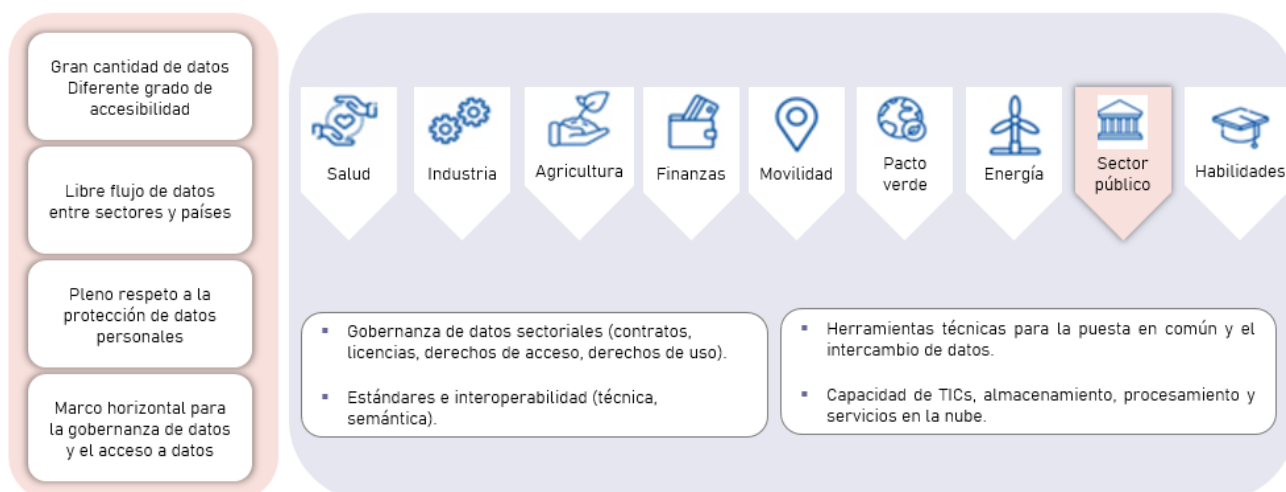 Gran cantidad de datos
Diferente grado de
accesibilidad
Libre flujo de datos
entre sectores y países
Pleno respeto a la
protección de datos
personales
Marco horizontal para
la gobernanza de datos
y el acceso a datos
Salud
Industria
Agricultura
Finanzas
Movilidad
Pacto
verde
Energía
Sector
público
Habilidades
▪ Gobernanza de datos sectoriales (contratos,
licencias, derechos de acceso, derechos de uso).
▪ Estándares e interoperabilidad (técnica,
semántica).
▪ Herramientas técnicas para la puesta en común y el
intercambio de datos.
▪ Capacidad de TICs, almacenamiento, procesamiento y
servicios en la nube.